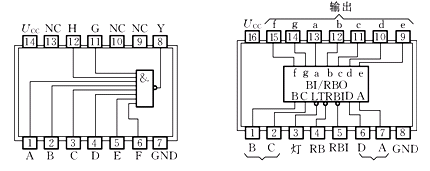 输出
U_CC NC H G NC NC Y
14 13 12 11 10 9 8
&
1 2 3 4 5 6 7
A B C D E F GND
U_CC f g a b c d e
16 15 14 13 12 11 10 9
f g a b c d e
BI/RBO
B C LT RBI D A
1 2 3 4 5 6 7 8
B C 灯 RB RBI D A GND